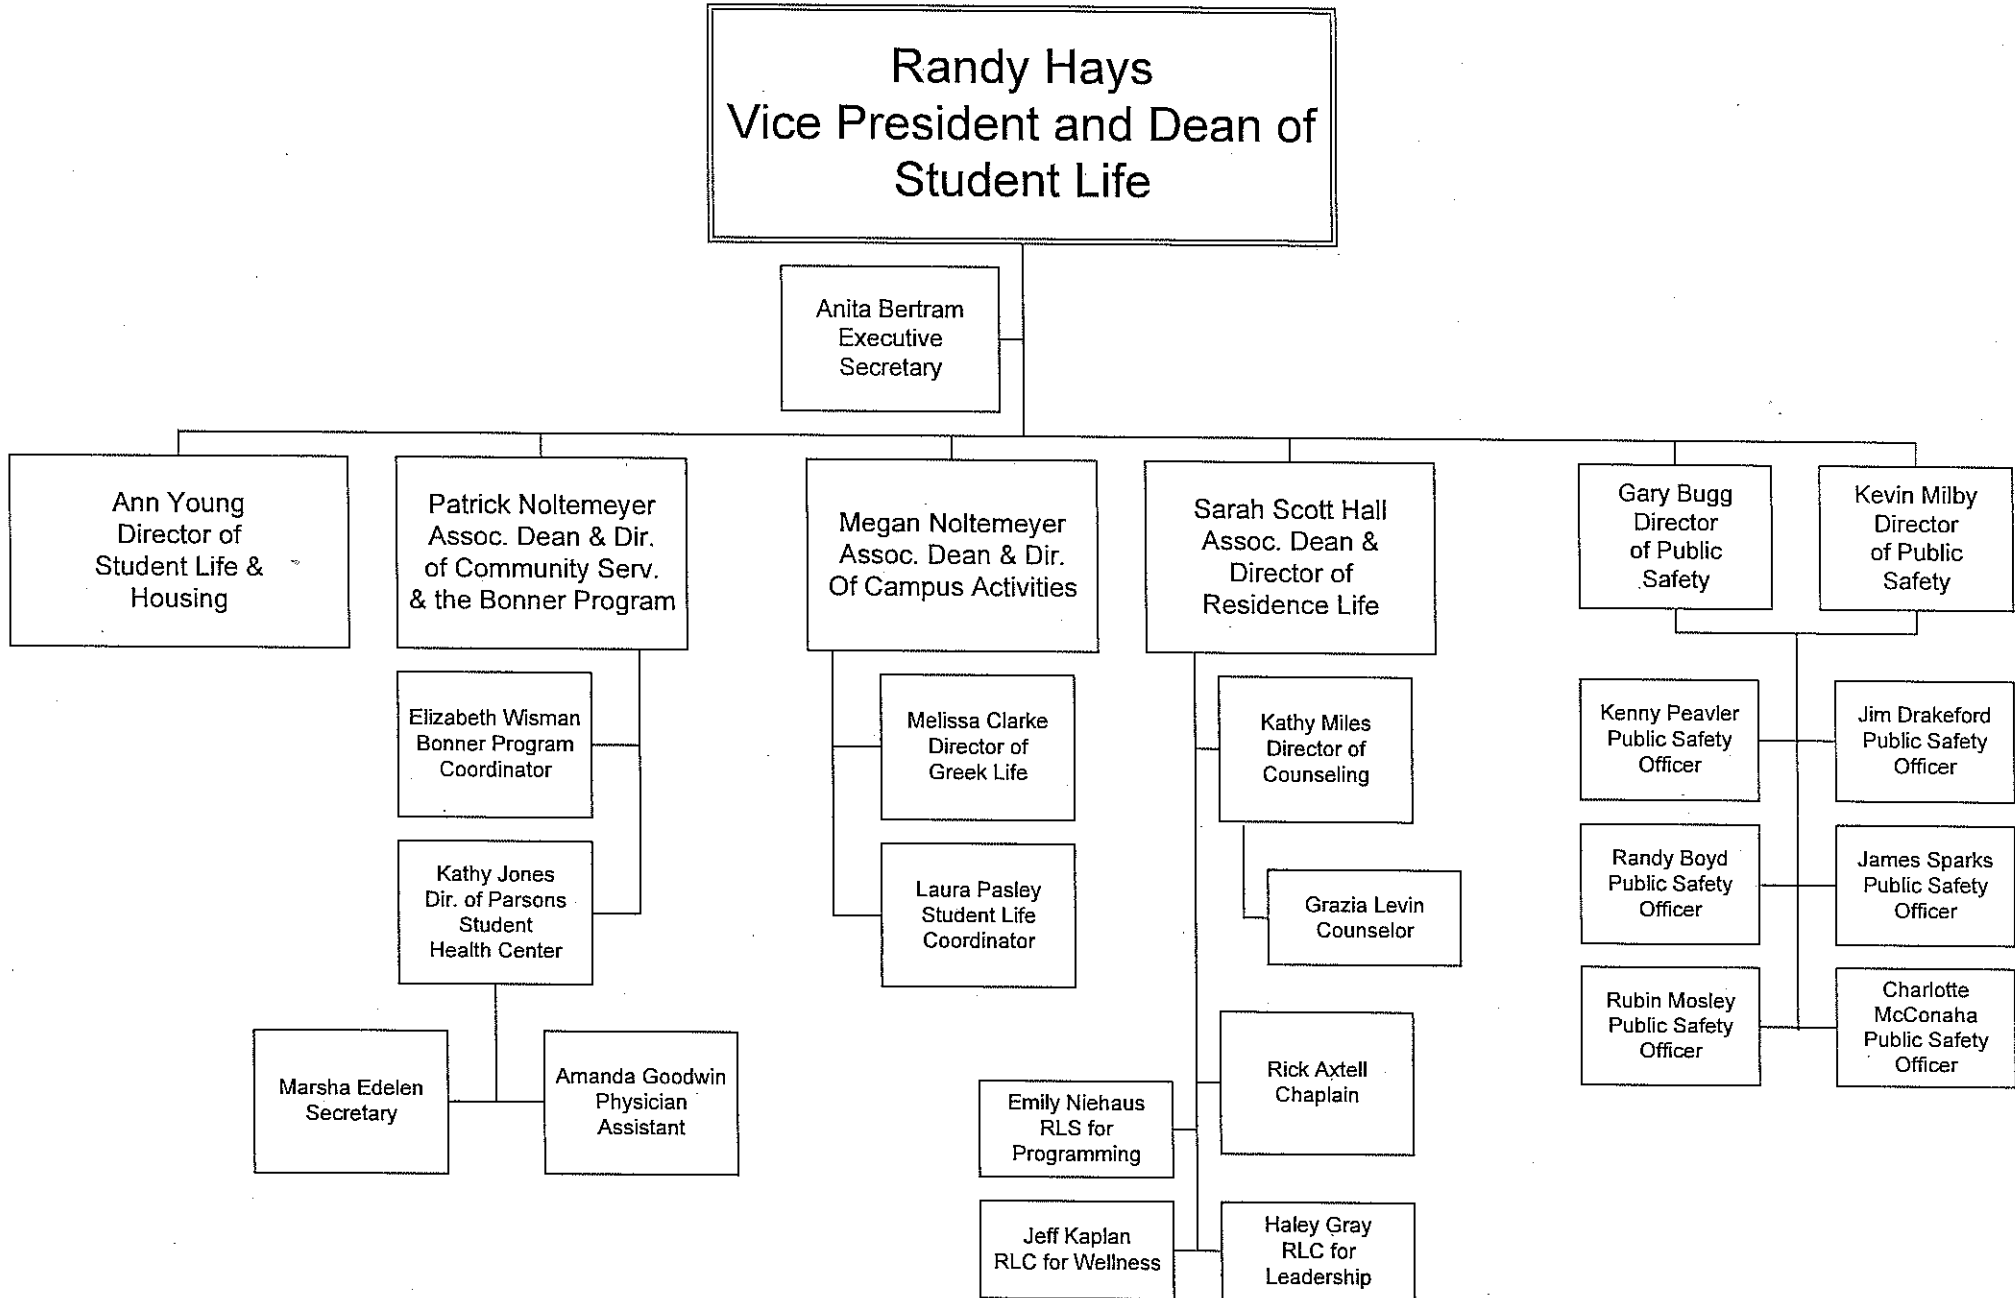 Randy Hays
Vice President and Dean of
Student Life
Anita Bertram
Executive
Secretary
Ann Young
Director of
Student Life &
Housing
Patrick Noltemeyer
Assoc. Dean & Dir.
of Community Serv.
& the Bonner Program
Megan Noltemeyer
Assoc. Dean & Dir.
Of Campus Activities
Sarah Scott Hall
Assoc. Dean &
Director of
Residence Life
Gary Bugg
Director
of Public
Safety
Kevin Milby
Director
of Public
Safety
Elizabeth Wisman
Bonner Program
Coordinator
Melissa Clarke
Director of
Greek Life
Kathy Miles
Director of
Counseling
Kenny Peavler
Public Safety
Officer
Jim Drakeford
Public Safety
Officer
Kathy Jones
Dir. of Parsons
Student
Health Center
Laura Pasley
Student Life
Coordinator
Grazia Levin
Counselor
Randy Boyd
Public Safety
Officer
James Sparks
Public Safety
Officer
Rubin Mosley
Public Safety
Officer
Charlotte
McConaha
Public Safety
Officer
Marsha Edelen
Secretary
Amanda Goodwin
Physician
Assistant
Rick Axtell
Chaplain
Emily Niehaus
RLS for
Programming
Jeff Kaplan
RLC for Wellness
Haley Gray
RLC for
Leadership